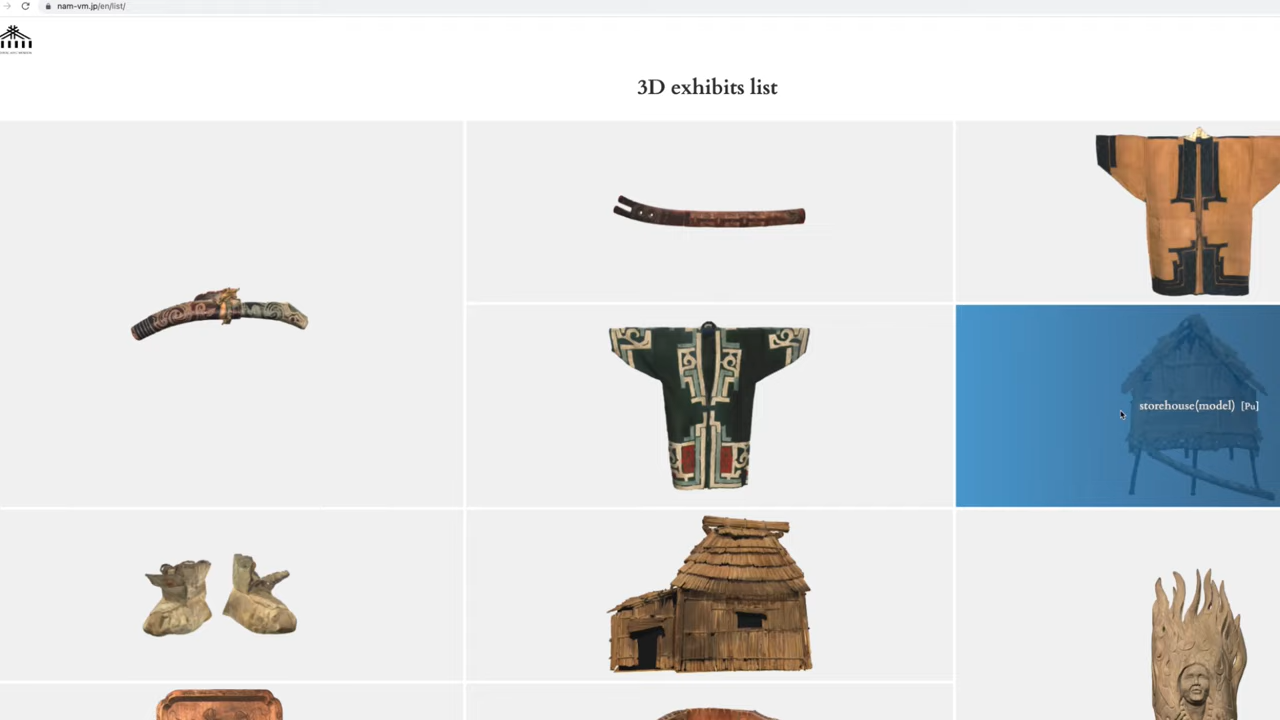 nam-vm.jp/en/list/
3D exhibits list
storehouse(model) [Pu]